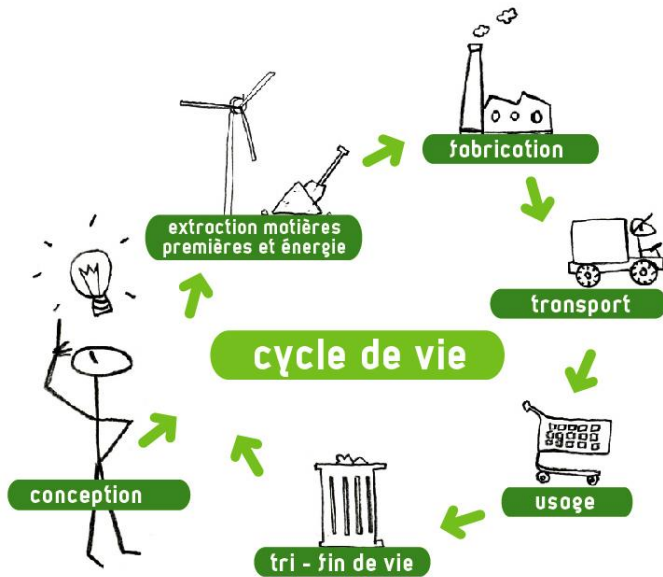 fabrication
extraction matières
premières et énergie
transport
cycle de vie
conception
usage
tri - fin de vie